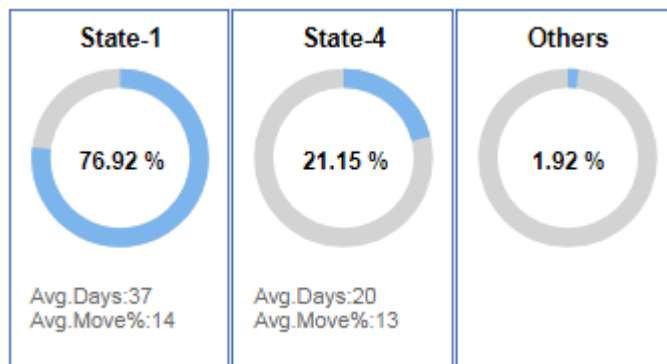 State-1
76.92 %
Avg.Days:37
Avg.Move%:14
State-4
21.15 %
Avg.Days:20
Avg.Move%:13
Others
1.92 %